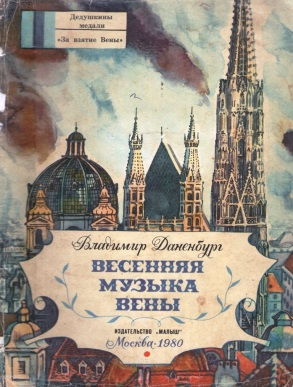 Дедушкины
медали
«За взятие Вены»
Владимир Даненбург
ВЕСЕННЯЯ
МУЗЫКА
ВЕНЫ
ИЗДАТЕЛЬСТВО „МАЛЫШ“
Москва·1980